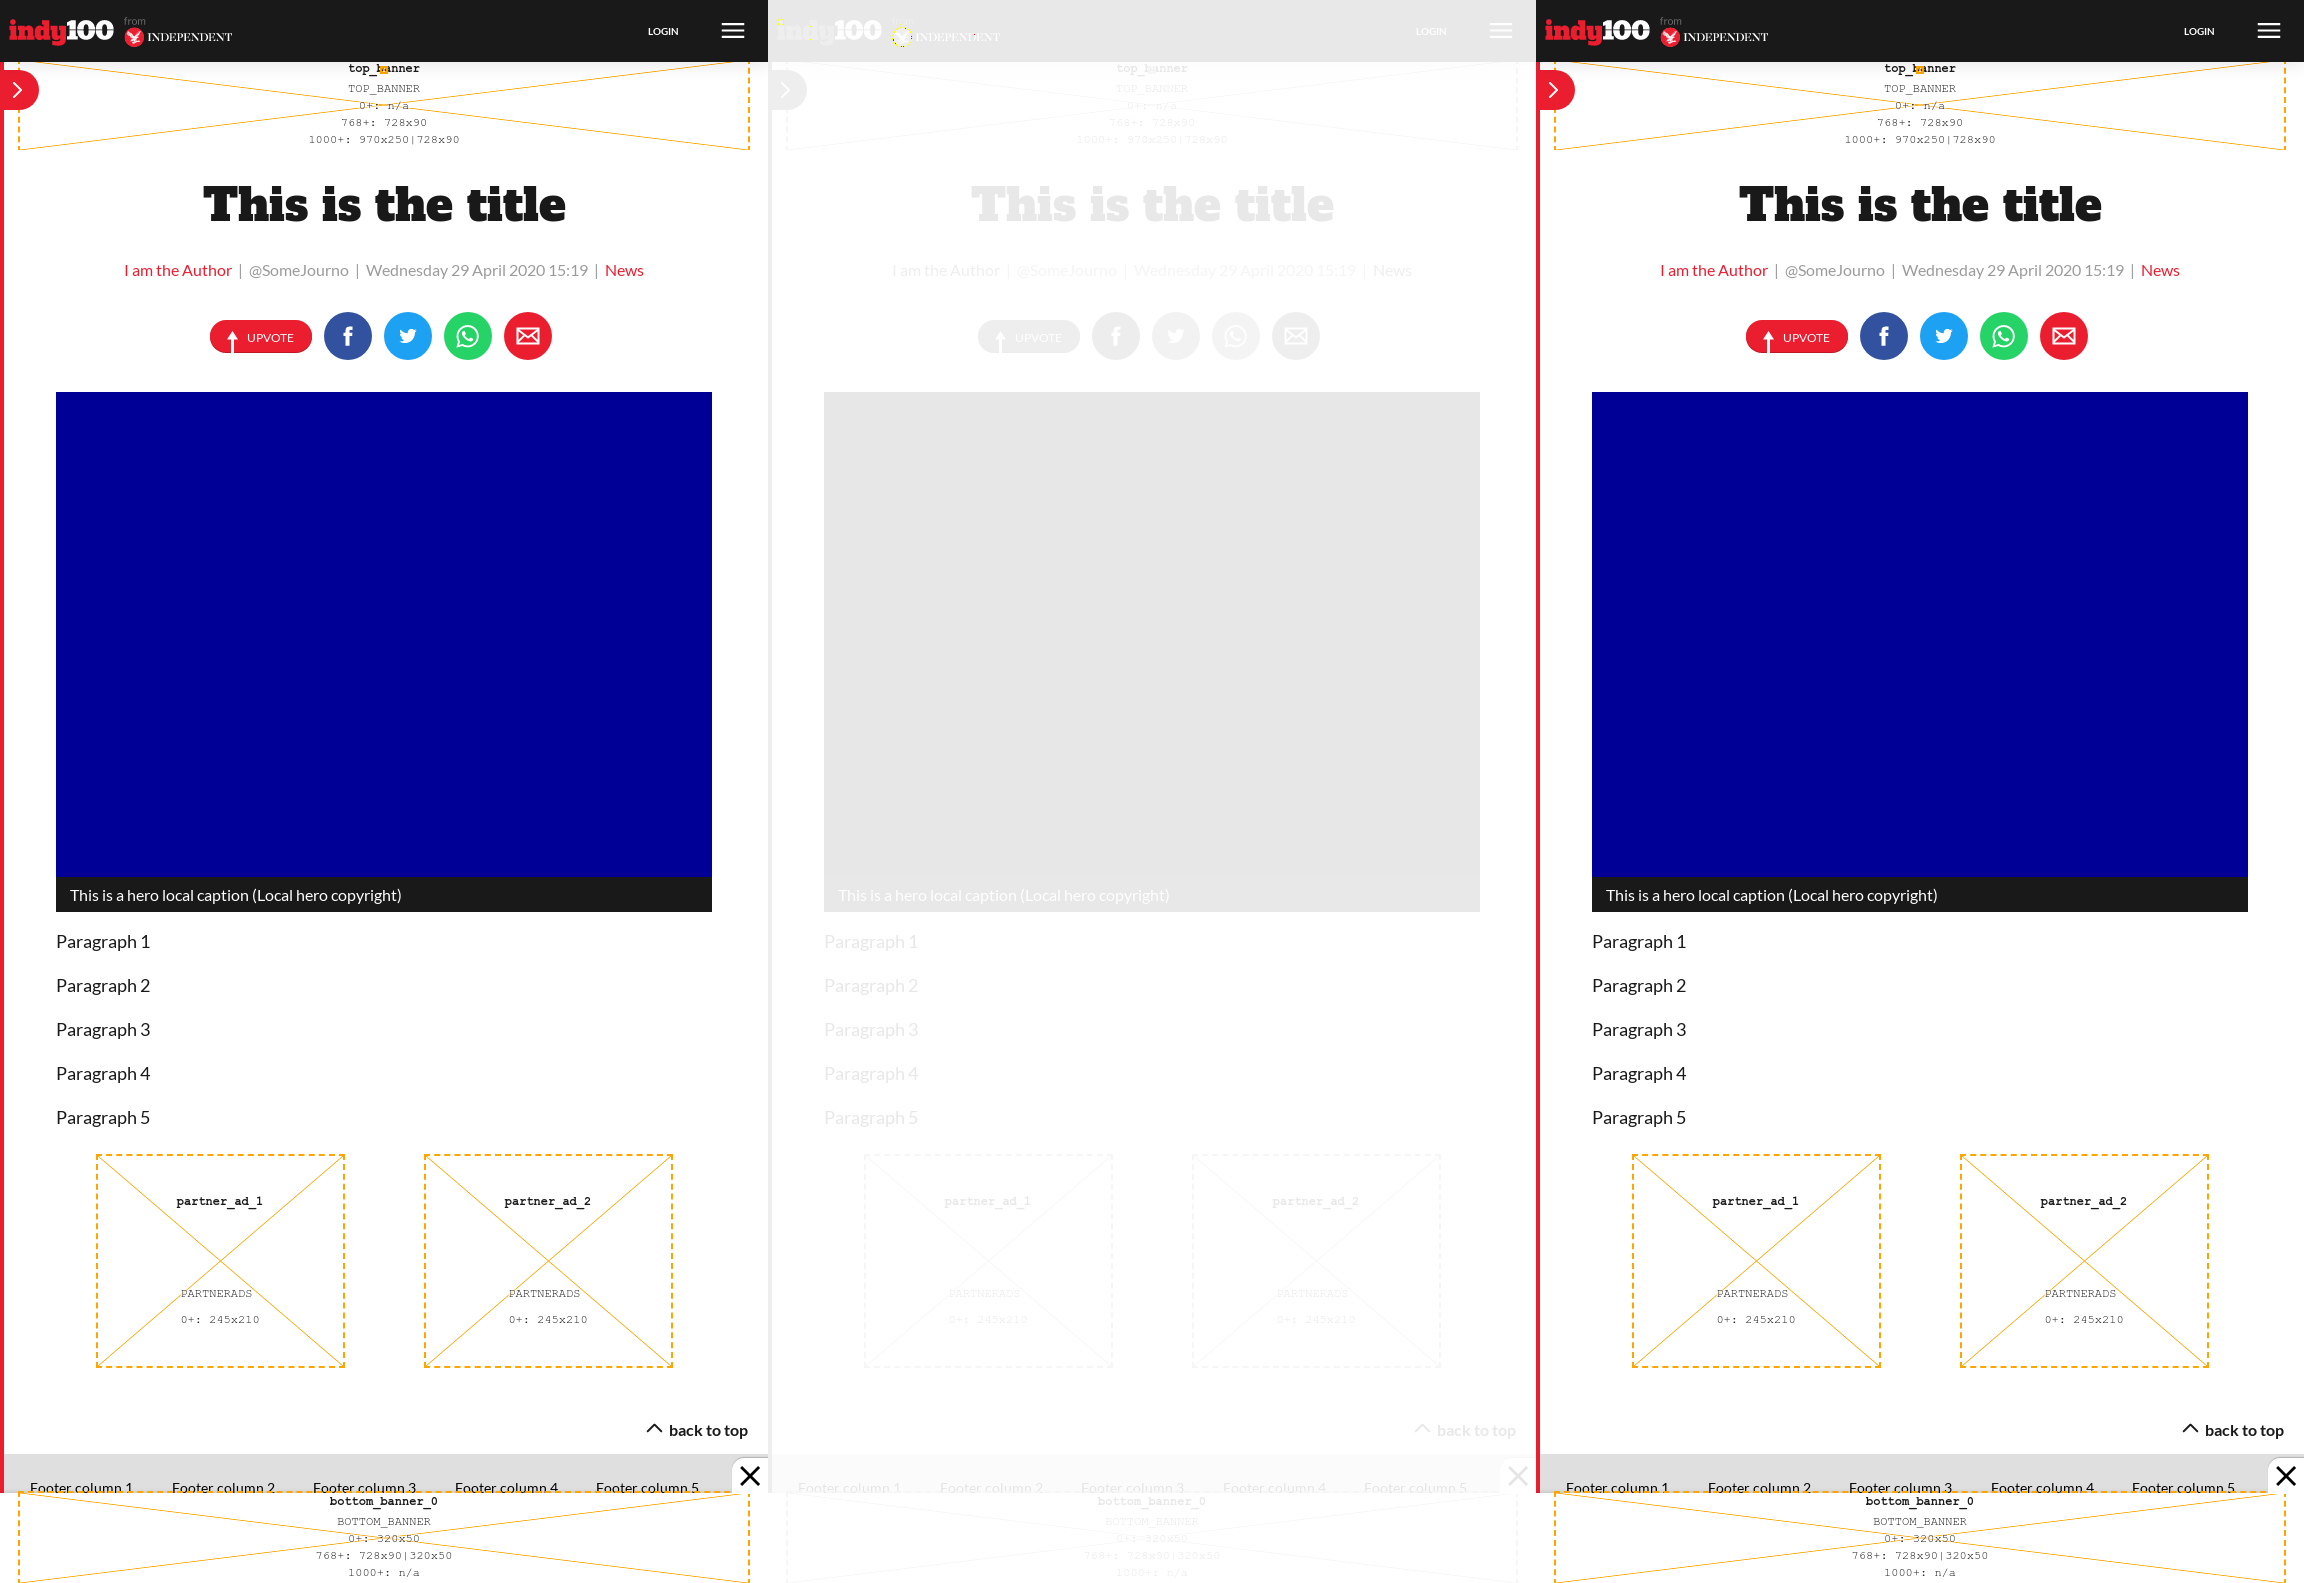 indy100 from INDEPENDENT LOGIN
top_banner
TOP_BANNER
0+: n/a
768+: 728x90
1000+: 970x250|728x90
This is the title
I am the Author | @SomeJourno | Wednesday 29 April 2020 15:19 | News
UPVOTE
This is a hero local caption (Local hero copyright)
Paragraph 1
Paragraph 2
Paragraph 3
Paragraph 4
Paragraph 5
partner_ad_1 partner_ad_2
PARTNERADS PARTNERADS
0+: 245x210 0+: 245x210
back to top
Footer column 1 Footer column 2 Footer column 3 Footer column 4 Footer column 5
bottom_banner_0
BOTTOM_BANNER
0+: 320x50
768+: 728x90|320x50
1000+: n/a
indy100 INDEPENDENT LOGIN
top_banner
TOP_BANNER
0+: n/a
768+: 728x90
1000+: 970x250|728x90
This is the title
I am the Author | @SomeJourno | Wednesday 29 April 2020 15:19 | News
UPVOTE
This is a hero local caption (Local hero copyright)
Paragraph 1
Paragraph 2
Paragraph 3
Paragraph 4
Paragraph 5
partner_ad_1 partner_ad_2
PARTNERADS PARTNERADS
0+: 245x210 0+: 245x210
back to top
Footer column 1 Footer column 2 Footer column 3 Footer column 4 Footer column 5
bottom_banner_0
BOTTOM_BANNER
0+: 320x50
768+: 728x90|320x50
1000+: n/a
indy100 from INDEPENDENT LOGIN
top_banner
TOP_BANNER
0+: n/a
768+: 728x90
1000+: 970x250|728x90
This is the title
I am the Author | @SomeJourno | Wednesday 29 April 2020 15:19 | News
UPVOTE
This is a hero local caption (Local hero copyright)
Paragraph 1
Paragraph 2
Paragraph 3
Paragraph 4
Paragraph 5
partner_ad_1 partner_ad_2
PARTNERADS PARTNERADS
0+: 245x210 0+: 245x210
back to top
Footer column 1 Footer column 2 Footer column 3 Footer column 4 Footer column 5
bottom_banner_0
BOTTOM_BANNER
0+: 320x50
768+: 728x90|320x50
1000+: n/a